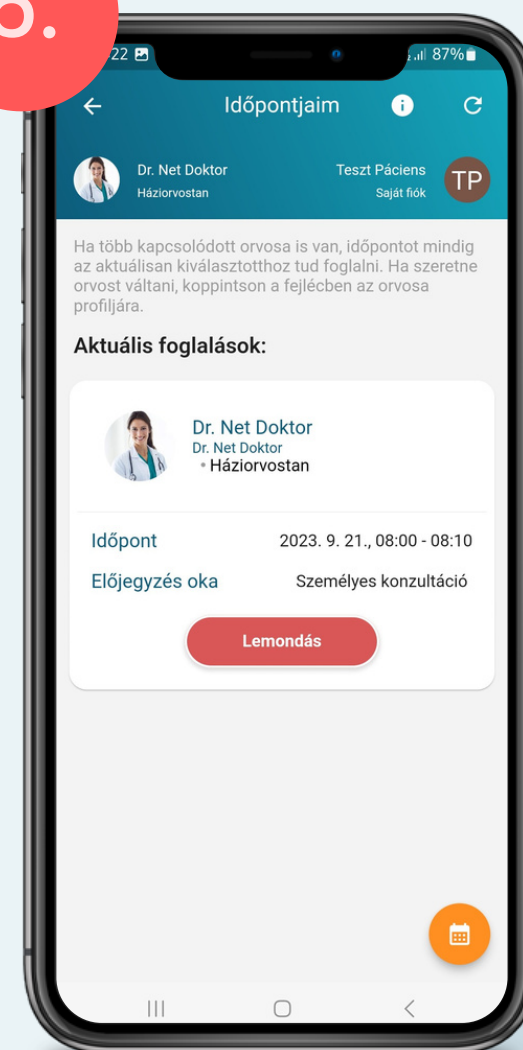 22
87%
Időpontjaim
Dr. Net Doktor
Háziorvostan
Teszt Páciens
Saját fiók
TP
Ha több kapcsolódott orvosa is van, időpontot mindig
az aktuálisan kiválasztotthoz tud foglalni. Ha szeretne
orvost váltani, koppintson a fejlécben az orvosa
profiljára.
Aktuális foglalások:
Dr. Net Doktor
Dr. Net Doktor
• Háziorvostan
Időpont 2023. 9. 21., 08:00 - 08:10
Előjegyzés oka Személyes konzultáció
Lemondás